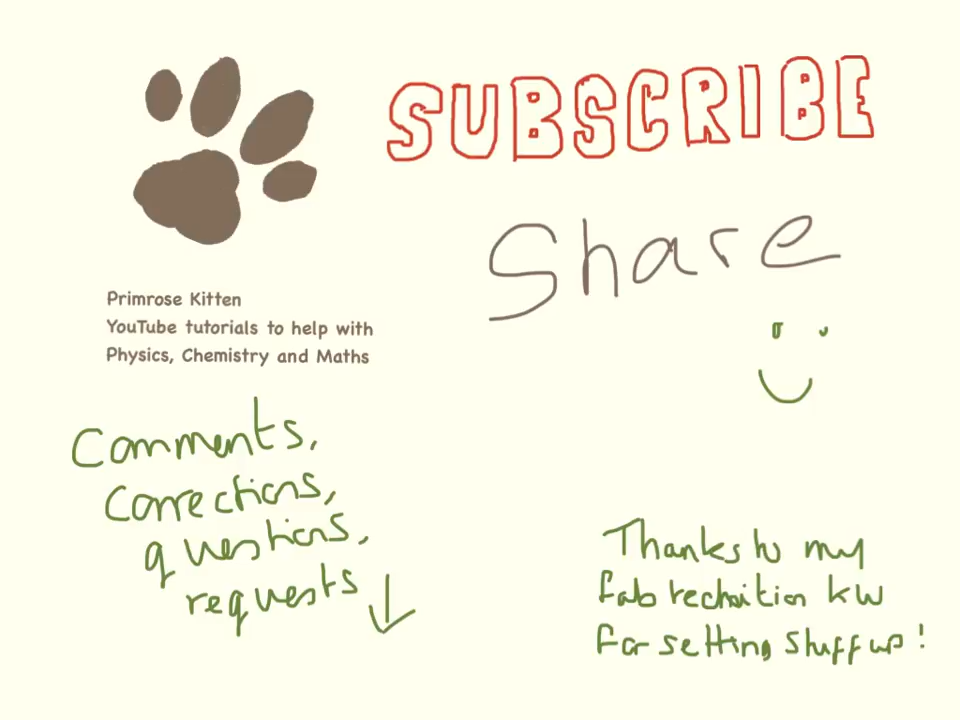 SUBSCRIBE
Share
Primrose Kitten
YouTube tutorials to help with
Physics, Chemistry and Maths
Comments,
Corrections,
questions,
requests ↓
Thanks to my
fab technition KW
for setting stuff up!